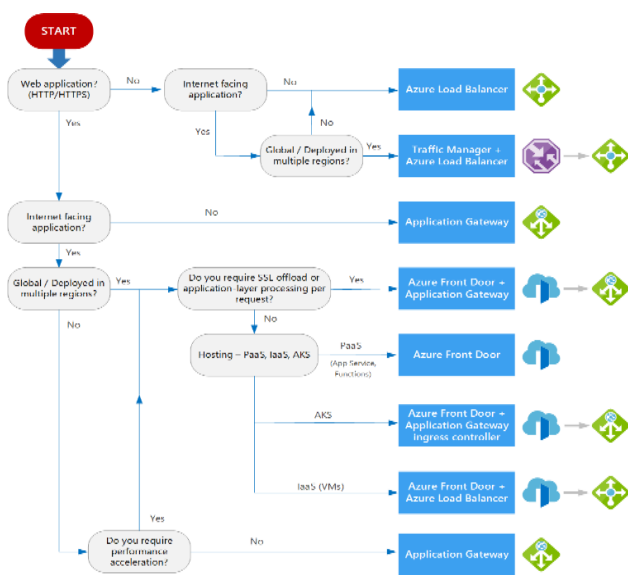 START
Web application?
(HTTP/HTTPS)
No
Internet facing
application?
No
Azure Load Balancer
Yes
Yes
No
Global / Deployed in
multiple regions?
Yes
Traffic Manager +
Azure Load Balancer
Internet facing
application?
No
Application Gateway
Yes
Global / Deployed in
multiple regions?
Yes
Do you require SSL offload or
application-layer processing per
request?
Yes
Azure Front Door +
Application Gateway
No
No
Hosting – PaaS, IaaS, AKS
PaaS
(App Service,
Functions)
Azure Front Door
AKS
Azure Front Door +
Application Gateway
ingress controller
IaaS (VMs)
Azure Front Door +
Azure Load Balancer
Yes
Do you require
performance
acceleration?
No
Application Gateway